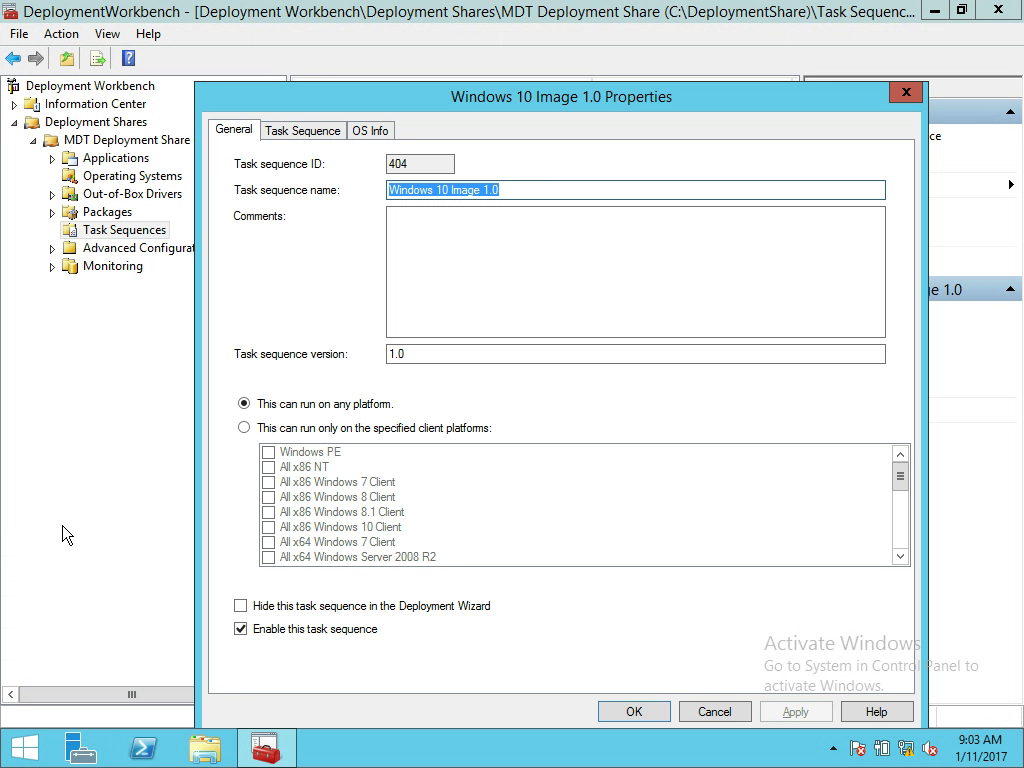 DeploymentWorkbench - [Deployment Workbench\Deployment Shares\MDT Deployment Share (C:\DeploymentShare)\Task Sequenc...
File Action View Help
Deployment Workbench
Information Center
Deployment Shares
MDT Deployment Share
Applications
Operating Systems
Out-of-Box Drivers
Packages
Task Sequences
Advanced Configurat
Monitoring
Windows 10 Image 1.0 Properties
General Task Sequence OS Info
Task sequence ID: 404
Task sequence name: Windows 10 Image 1.0
Comments:
Task sequence version: 1.0
This can run on any platform.
This can run only on the specified client platforms:
Windows PE
All x86 NT
All x86 Windows 7 Client
All x86 Windows 8 Client
All x86 Windows 8.1 Client
All x86 Windows 10 Client
All x64 Windows 7 Client
All x64 Windows Server 2008 R2
Hide this task sequence in the Deployment Wizard
Enable this task sequence
OK Cancel Apply Help
ce
ge 1.0
Activate Windows
Go to System in Control Panel to
activate Windows.
9:03 AM
1/11/2017